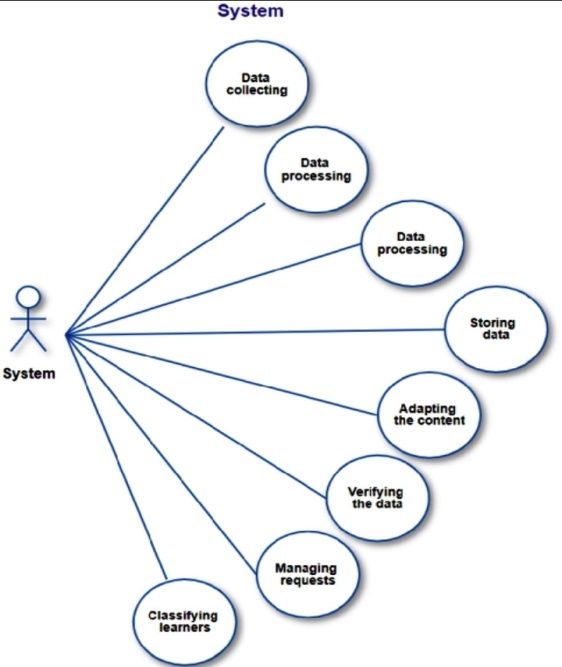 System
Data
collecting
Data
processing
Data
processing
Storing
data
System
Adapting
the content
Verifying
the data
Managing
requests
Classifying
learners